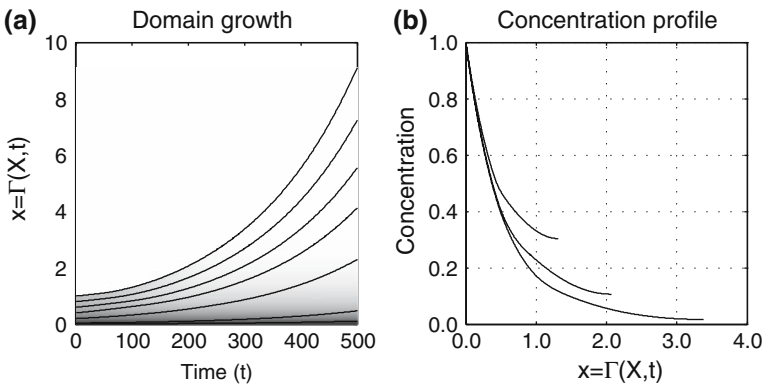 (a) Domain growth
10
8
6
4
2
0
x=Γ(X,t)
0 100 200 300 400 500
Time (t)
(b) Concentration profile
1.0
0.8
0.6
0.4
0.2
0.0
Concentration
0.0 1.0 2.0 3.0 4.0
x=Γ(X,t)